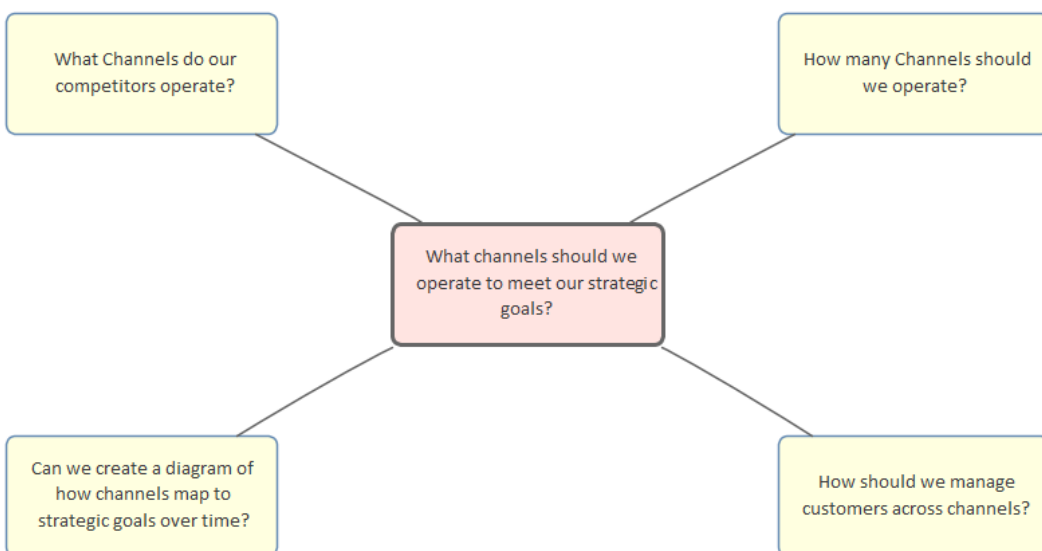 What Channels do our
competitors operate?
How many Channels should
we operate?
What channels should we
operate to meet our strategic
goals?
Can we create a diagram of
how channels map to
strategic goals over time?
How should we manage
customers across channels?